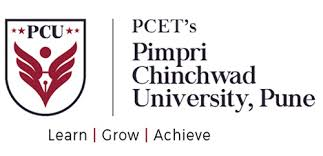 PCU
PCET's
Pimpri
Chinchwad
University, Pune
Learn | Grow | Achieve